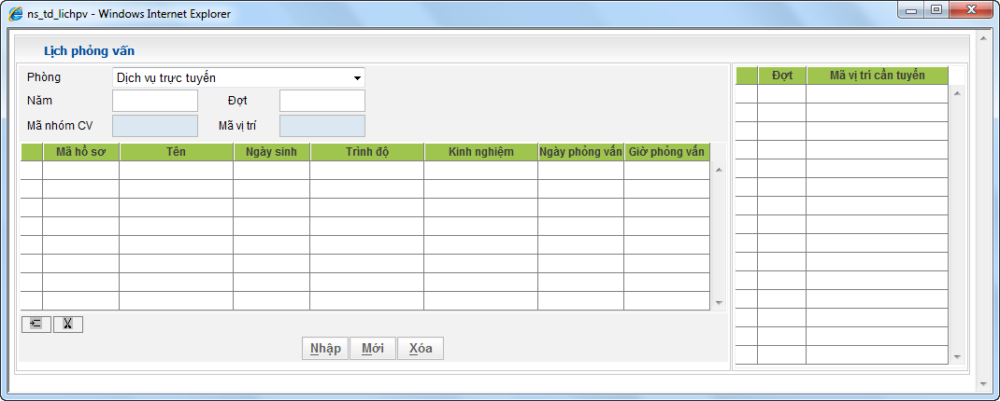 ns_td_lichpv - Windows Internet Explorer
Lịch phỏng vấn
Phòng Dịch vụ trực tuyến
Năm Đợt
Mã nhóm CV Mã vị trí
Mã hồ sơ Tên Ngày sinh Trình độ Kinh nghiệm Ngày phỏng vấn Giờ phỏng vấn
Nhập Mới Xóa
Đợt Mã vị trí cần tuyển